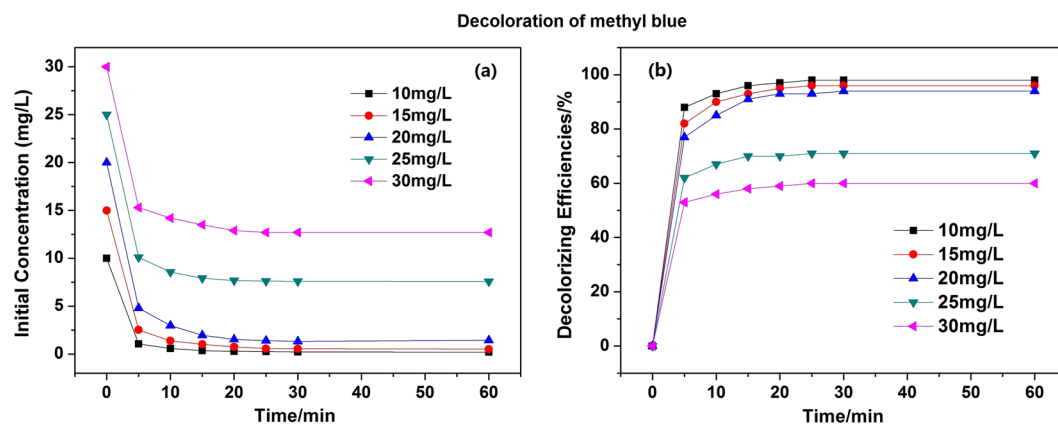 Decoloration of methyl blue
(a)
10mg/L
15mg/L
20mg/L
25mg/L
30mg/L
Initial Concentration (mg/L)
30
25
20
15
10
5
0
0 10 20 30 40 50 60
Time/min
(b)
10mg/L
15mg/L
20mg/L
25mg/L
30mg/L
Decolorizing Efficiencies/%
100
80
60
40
20
0
0 10 20 30 40 50 60
Time/min